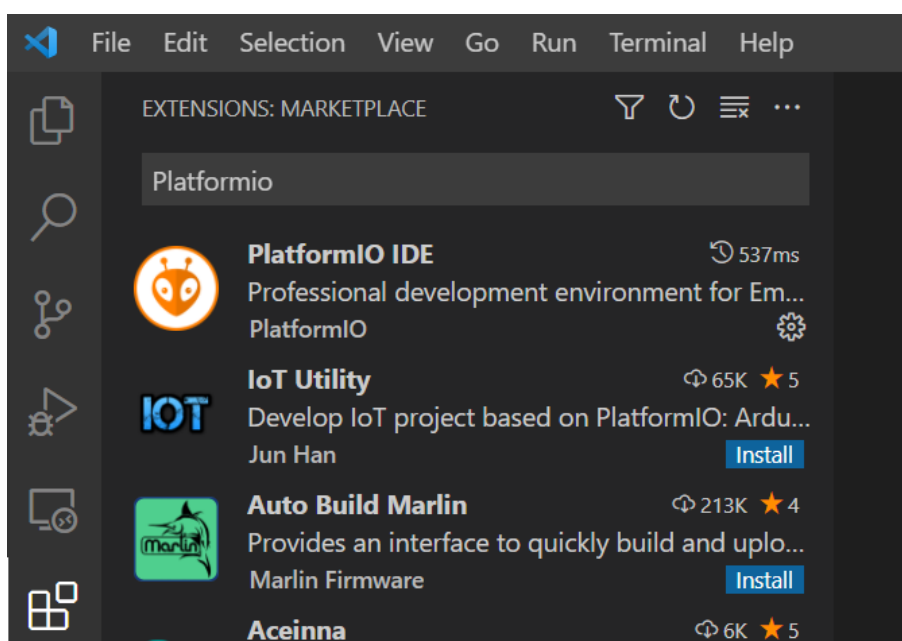 File Edit Selection View Go Run Terminal Help
EXTENSIONS: MARKETPLACE
Platformio
PlatformIO IDE 537ms
Professional development environment for Em...
PlatformIO
IoT Utility 65K 5
IOT
Develop IoT project based on PlatformIO: Ardu...
Jun Han Install
Auto Build Marlin 213K 4
Marlin
Provides an interface to quickly build and uplo...
Marlin Firmware Install
Aceinna 6K 5